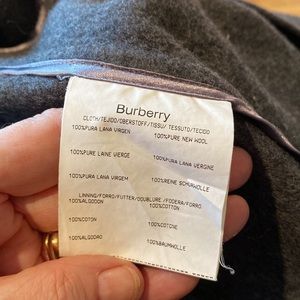 Burberry
CLOTH/TEJIDO/OBERSTOFF/TISSU/ TESSUTO/TECIDO
100%PURA LANA VIRGEN 100%PURE NEW WOOL
100%PURE LAINE VIERGE 100%PURA LANA VERGINE
100%PURA LANA VIRGEM 100%REINE SCHURWOLLE
LINNING/FORRO/FUTTER/DOUBLURE /FODERA/FORRO
100%ALGODON 100%COTTON
100%COTON 100%COTONE
100%ALGODAO 100%BAUMWOLLE